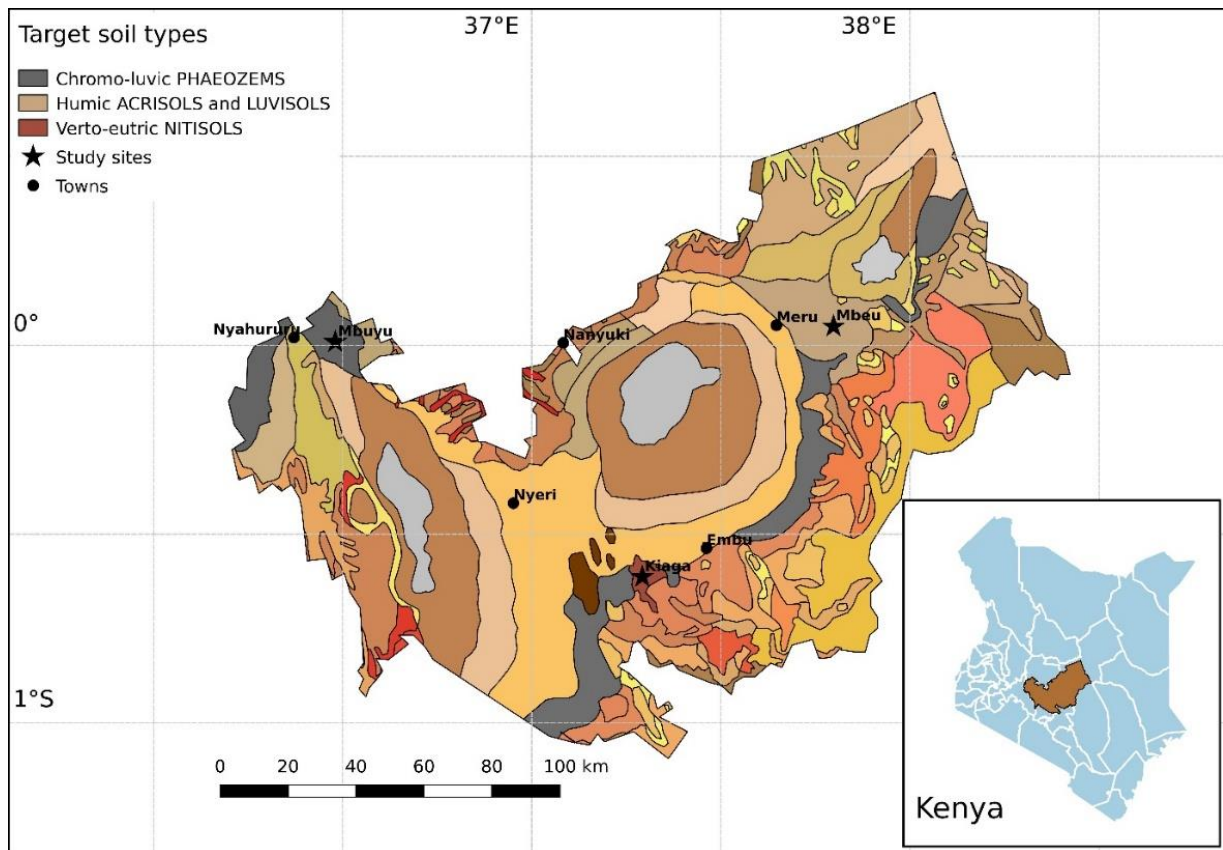 37°E
38°E
Target soil types
Chromo-luvic PHAEOZEMS
Humic ACRISOLS and LUVISOLS
Verto-eutric NITISOLS
Study sites
Towns
0°
Nyahururu
Mbuyu
Nanyuki
Meru
Mbeu
Nyeri
Embu
Kiaga
1°S
0 20 40 60 80 100 km
Kenya